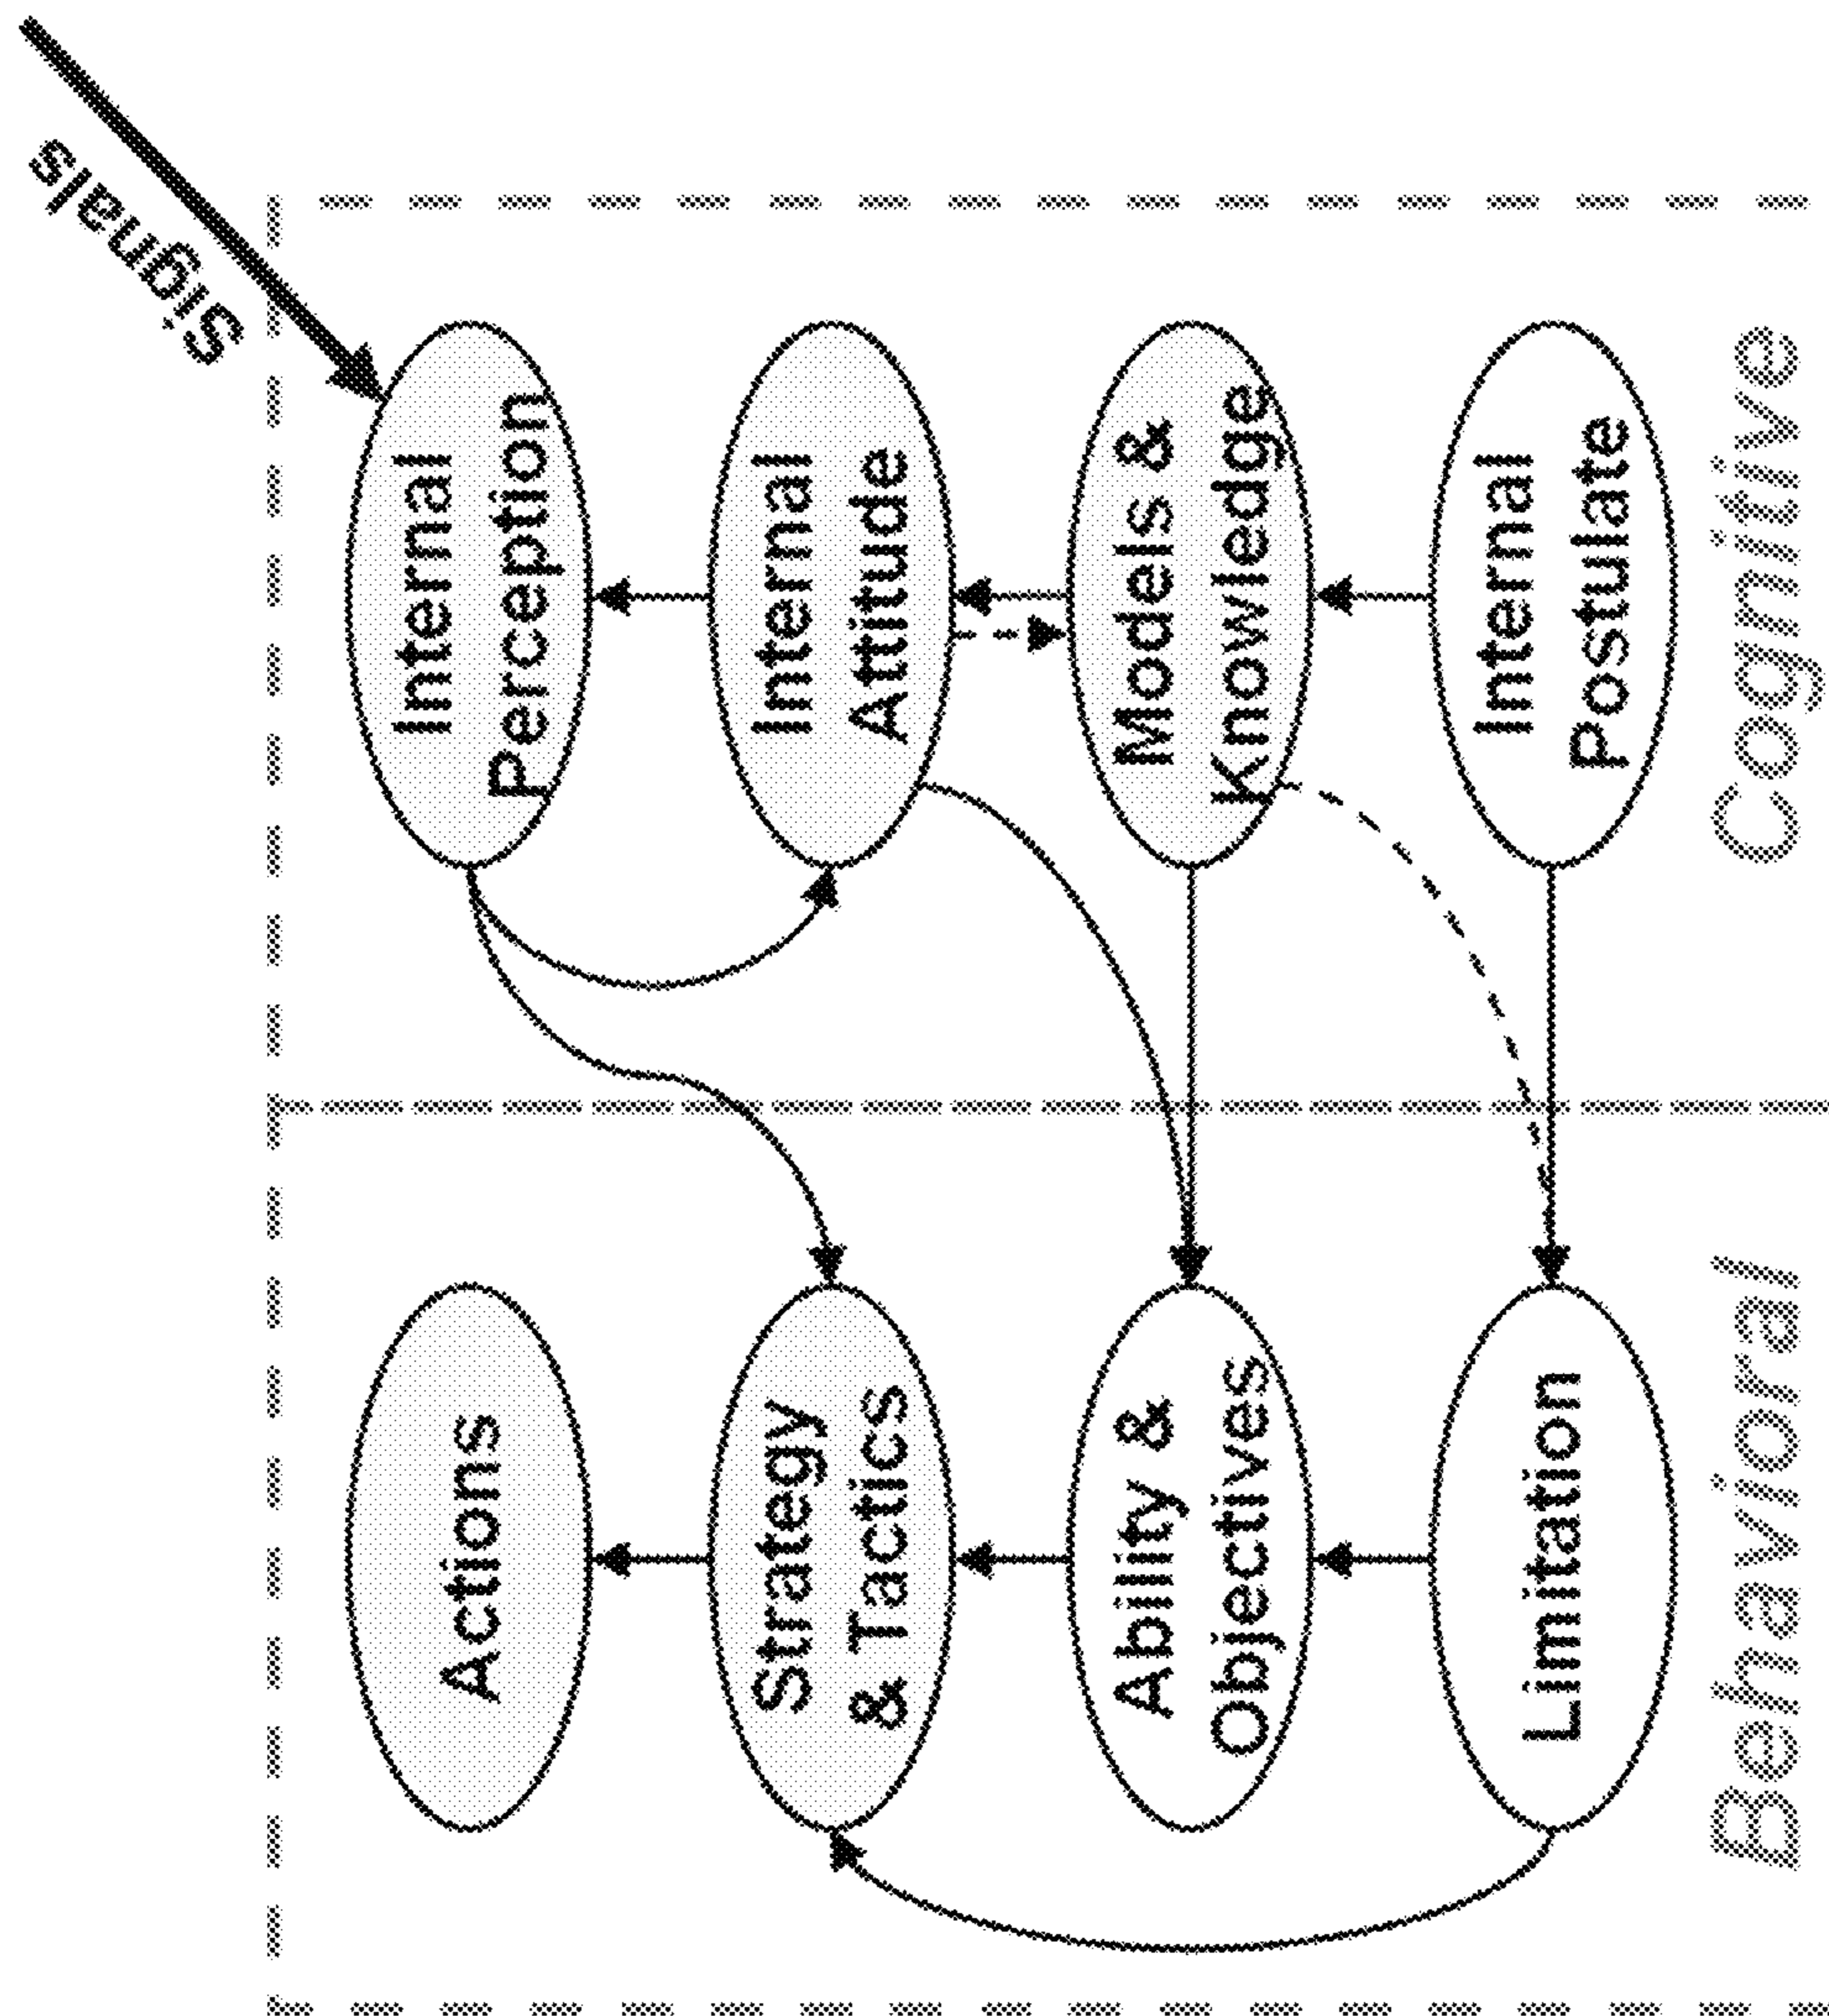 Signals
Actions
Internal
Perception
Strategy
& Tactics
Internal
Attitude
Ability &
Objectives
Models &
Knowledge
Limitation
Internal
Postulate
Behavioral
Cognitive